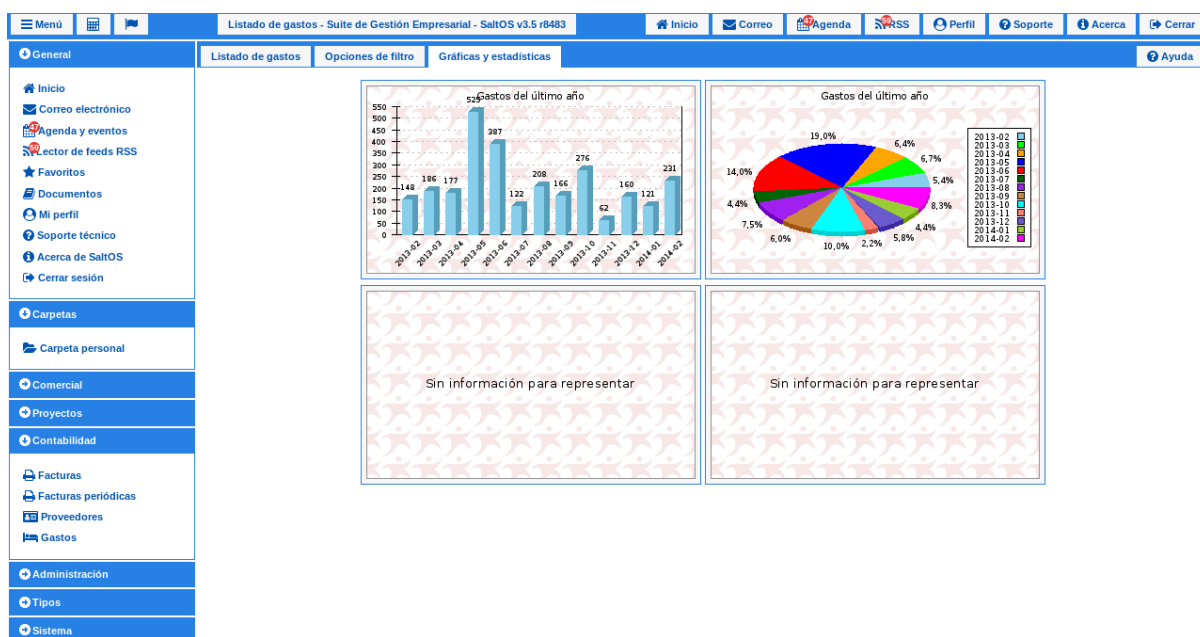 Menú
Listado de gastos - Suite de Gestión Empresarial - SaltOS v3.5 r8483
Inicio
Correo
47
Agenda
59
RSS
Perfil
Soporte
Acerca
Cerrar
General
Inicio
Correo electrónico
47
Agenda y eventos
59
Lector de feeds RSS
Favoritos
Documentos
Mi perfil
Soporte técnico
Acerca de SaltOS
Cerrar sesión
Carpetas
Carpeta personal
Comercial
Proyectos
Contabilidad
Facturas
Facturas periódicas
Proveedores
Gastos
Administración
Tipos
Sistema
Listado de gastos
Opciones de filtro
Gráficas y estadísticas
Ayuda
Gastos del último año
550
500
450
400
350
300
250
200
150
100
50
0
148
186
177
387
122
208
166
276
62
160
121
231
2013-02
2013-03
2013-04
2013-05
2013-06
2013-07
2013-08
2013-09
2013-10
2013-11
2013-12
2014-01
2014-02
Gastos del último año
19,0%
6,4%
6,7%
5,4%
8,3%
4,4%
5,8%
2,2%
10,0%
6,0%
7,5%
4,4%
14,0%
2013-02
2013-03
2013-04
2013-05
2013-06
2013-07
2013-08
2013-09
2013-10
2013-11
2013-12
2014-01
2014-02
Sin información para representar
Sin información para representar